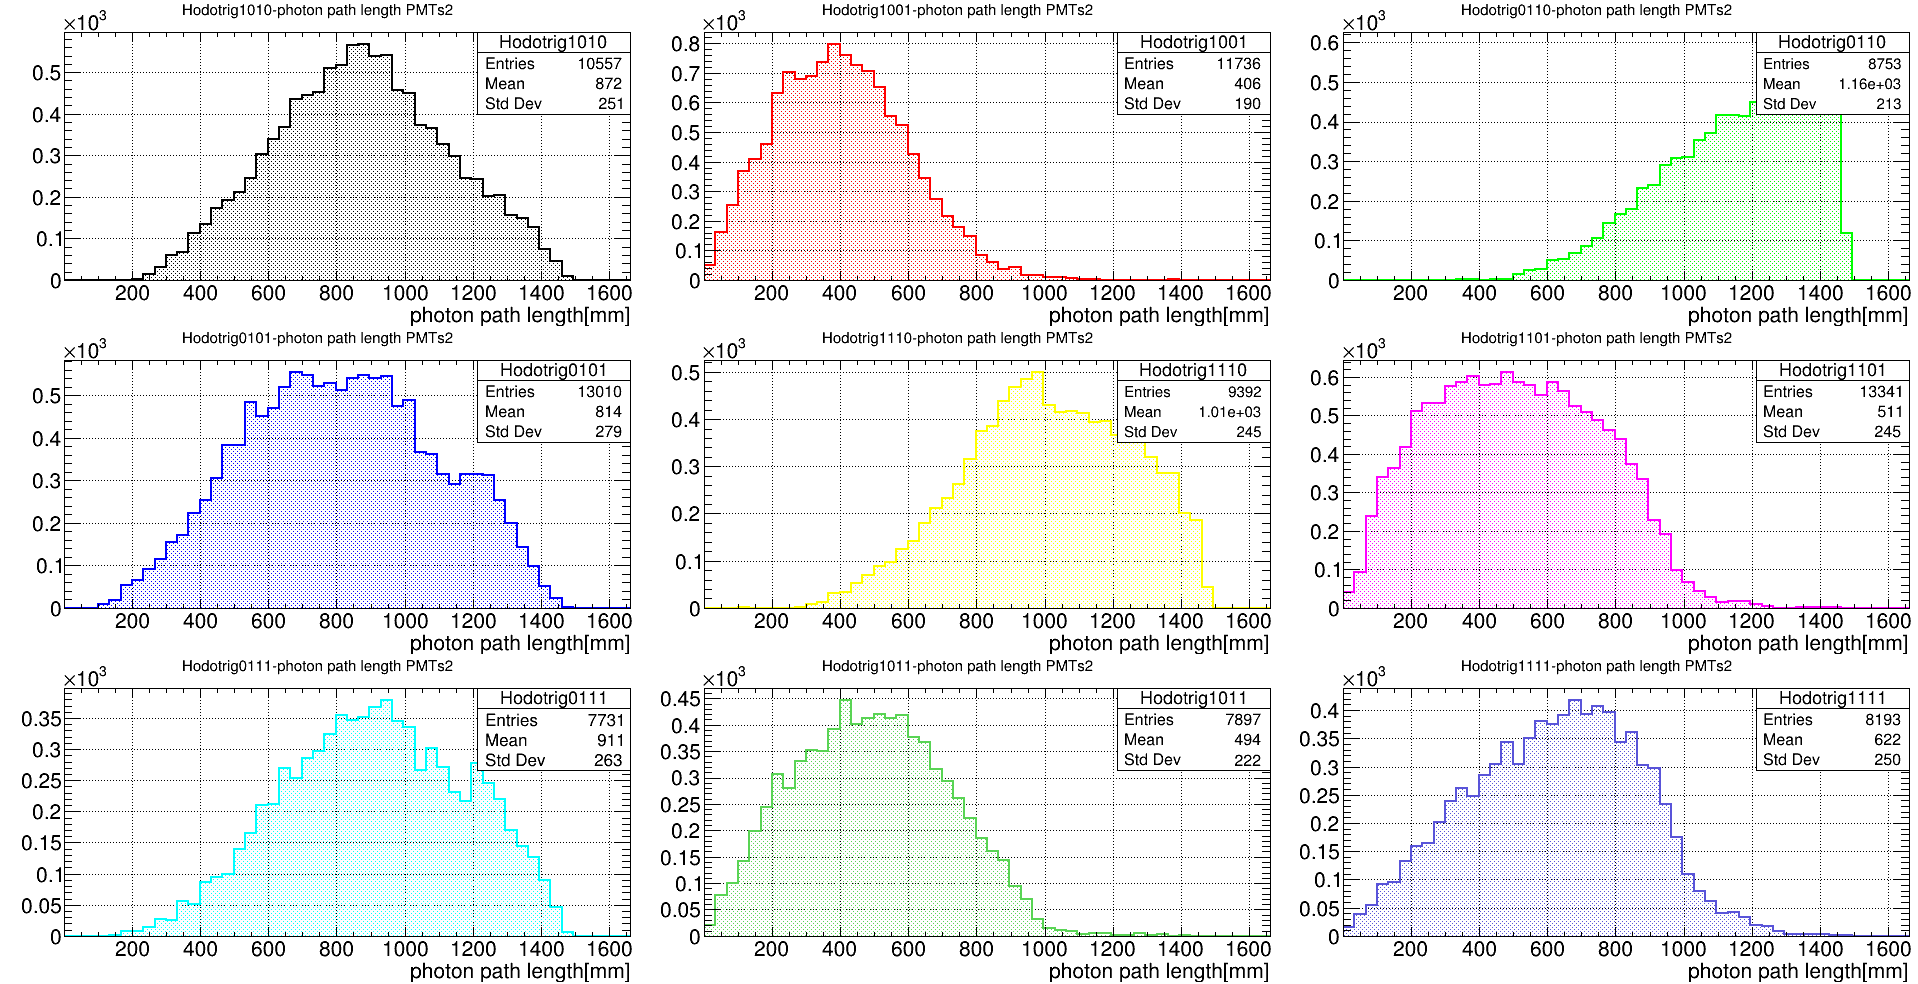 Hodotrig1010-photon path length PMTs2
×10³
Hodotrig1010
Entries 10557
Mean 872
Std Dev 251
0.5
0.4
0.3
0.2
0.1
0
200 400 600 800 1000 1200 1400 1600
photon path length[mm]
Hodotrig1001-photon path length PMTs2
×10³
Hodotrig1001
Entries 11736
Mean 406
Std Dev 190
0.8
0.7
0.6
0.5
0.4
0.3
0.2
0.1
0
200 400 600 800 1000 1200 1400 1600
photon path length[mm]
Hodotrig0110-photon path length PMTs2
×10³
Hodotrig0110
Entries 8753
Mean 1.16e+03
Std Dev 213
0.6
0.5
0.4
0.3
0.2
0.1
0
200 400 600 800 1000 1200 1400 1600
photon path length[mm]
Hodotrig0101-photon path length PMTs2
×10³
Hodotrig0101
Entries 13010
Mean 814
Std Dev 279
0.5
0.4
0.3
0.2
0.1
0
200 400 600 800 1000 1200 1400 1600
photon path length[mm]
Hodotrig1110-photon path length PMTs2
×10³
Hodotrig1110
Entries 9392
Mean 1.01e+03
Std Dev 245
0.5
0.4
0.3
0.2
0.1
0
200 400 600 800 1000 1200 1400 1600
photon path length[mm]
Hodotrig1101-photon path length PMTs2
×10³
Hodotrig1101
Entries 13341
Mean 511
Std Dev 245
0.6
0.5
0.4
0.3
0.2
0.1
0
200 400 600 800 1000 1200 1400 1600
photon path length[mm]
Hodotrig0111-photon path length PMTs2
×10³
Hodotrig0111
Entries 7731
Mean 911
Std Dev 263
0.35
0.3
0.25
0.2
0.15
0.1
0.05
0
200 400 600 800 1000 1200 1400 1600
photon path length[mm]
Hodotrig1011-photon path length PMTs2
×10³
Hodotrig1011
Entries 7897
Mean 494
Std Dev 222
0.45
0.4
0.35
0.3
0.25
0.2
0.15
0.1
0.05
0
200 400 600 800 1000 1200 1400 1600
photon path length[mm]
Hodotrig1111-photon path length PMTs2
×10³
Hodotrig1111
Entries 8193
Mean 622
Std Dev 250
0.4
0.35
0.3
0.25
0.2
0.15
0.1
0.05
0
200 400 600 800 1000 1200 1400 1600
photon path length[mm]